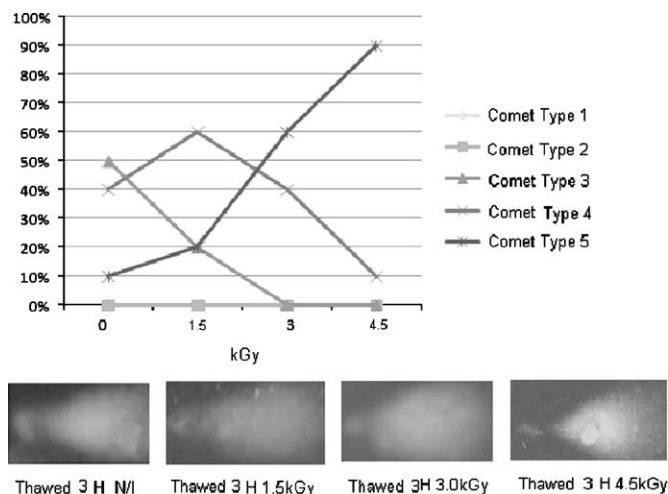 100%
90%
80%
70%
60%
50%
40%
30%
20%
10%
0%
0 1.5 3 4.5
kGy
Comet Type 1
Comet Type 2
Comet Type 3
Comet Type 4
Comet Type 5
Thawed 3 H N/I Thawed 3 H 1.5kGy Thawed 3H 3.0kGy Thawed 3 H 4.5kGy